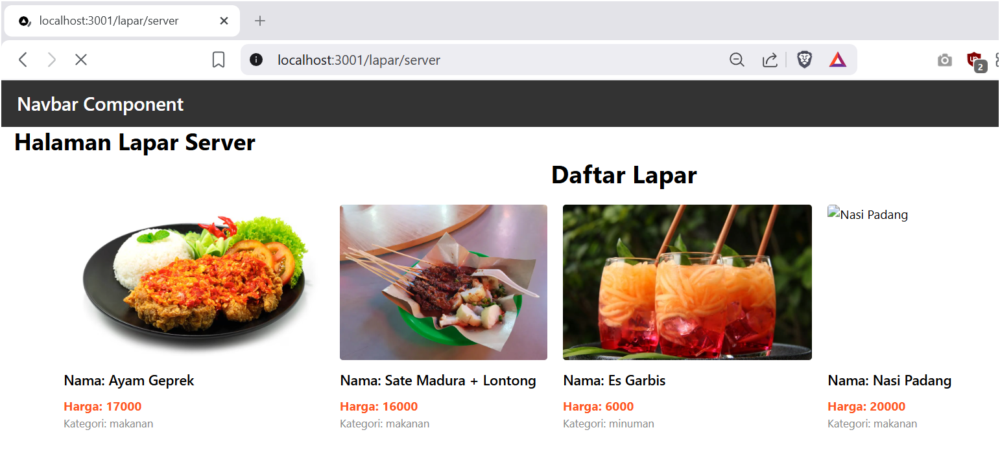 localhost:3001/lapar/server
localhost:3001/lapar/server
2
Navbar Component
Halaman Lapar Server
Daftar Lapar
Nasi Padang
Nama: Ayam Geprek
Harga: 17000
Kategori: makanan
Nama: Sate Madura + Lontong
Harga: 16000
Kategori: makanan
Nama: Es Garbis
Harga: 6000
Kategori: minuman
Nama: Nasi Padang
Harga: 20000
Kategori: makanan